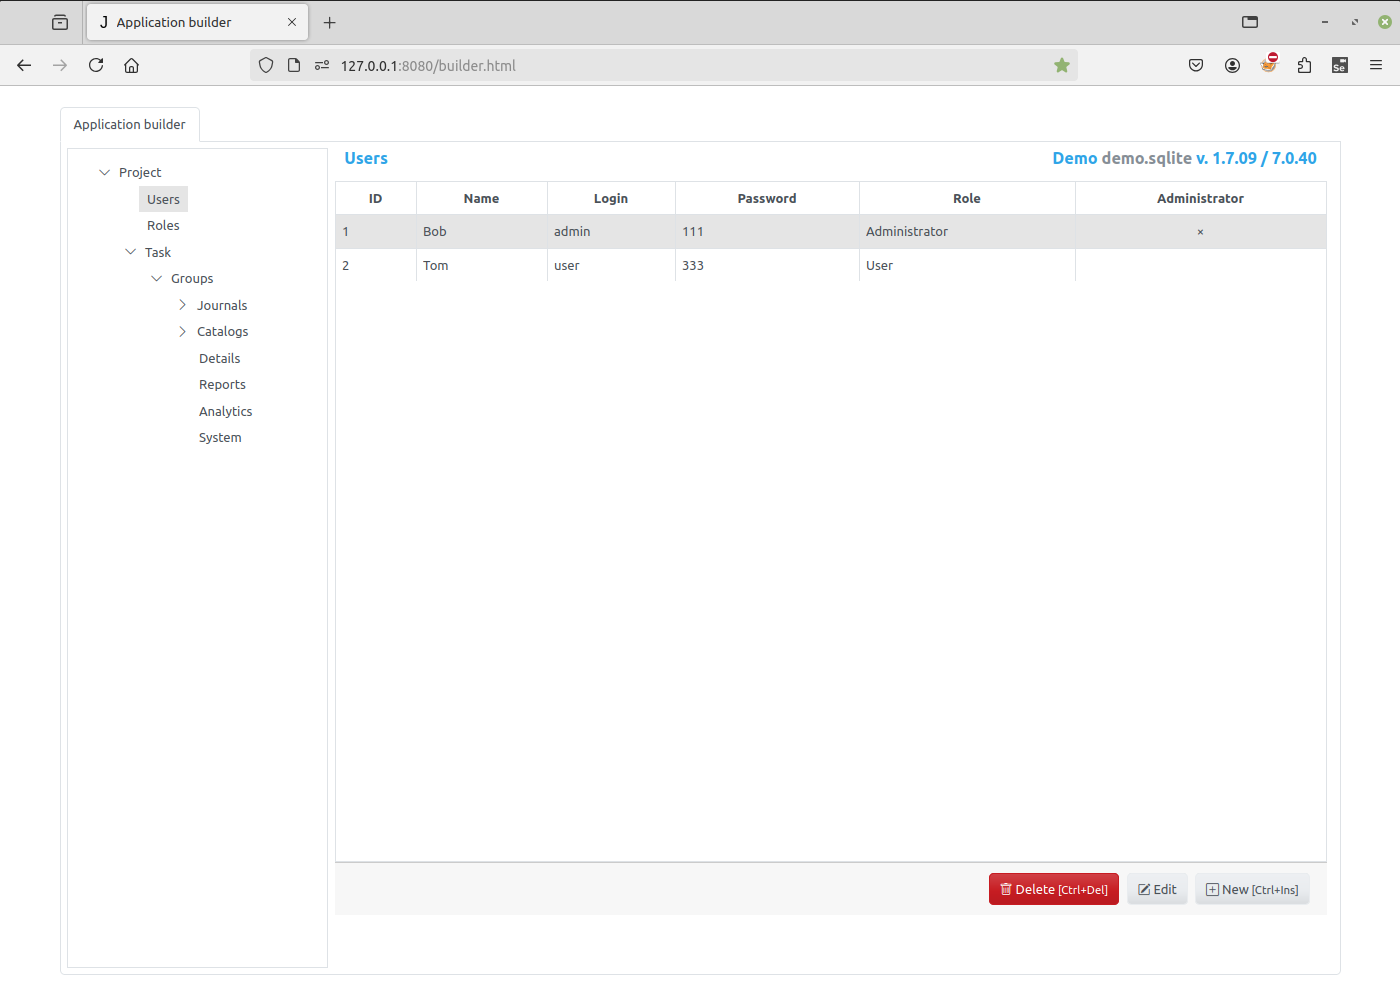 J Application builder
127.0.0.1:8080/builder.html
Se
Application builder
Project
Users
Roles
Task
Groups
Journals
Catalogs
Details
Reports
Analytics
System
Users
Demo demo.sqlite v. 1.7.09 / 7.0.40
ID Name Login Password Role Administrator
1 Bob admin 111 Administrator ×
2 Tom user 333 User
Delete [Ctrl+Del] Edit New [Ctrl+Ins]